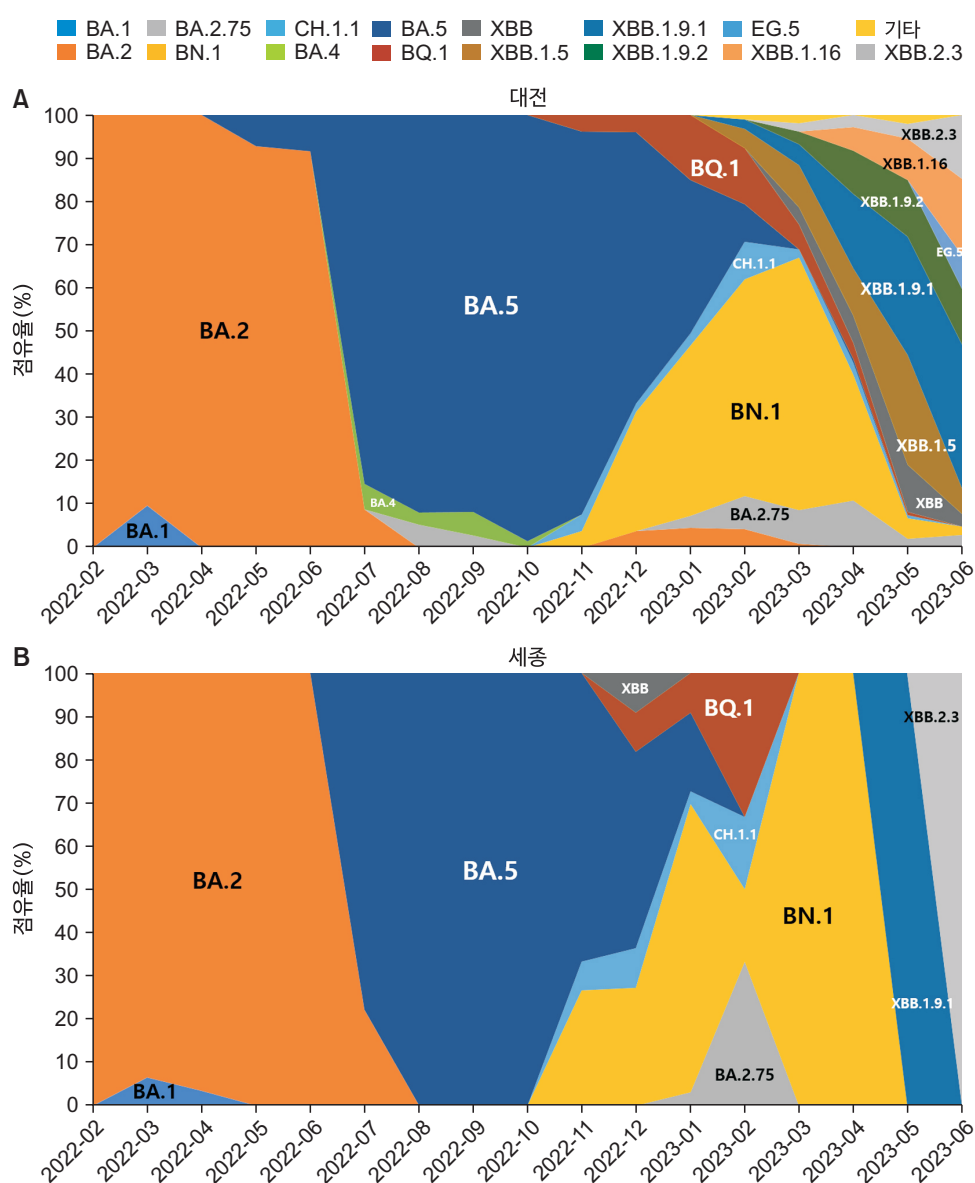 BA.1 BA.2.75 CH.1.1 BA.5 XBB XBB.1.9.1 EG.5 기타
BA.2 BN.1 BA.4 BQ.1 XBB.1.5 XBB.1.9.2 XBB.1.16 XBB.2.3
A
대전
점유율(%)
100
90
80
70
60
50
40
30
20
10
0
XBB.2.3
XBB.1.16
BQ.1
XBB.1.9.2
EG.5
CH.1.1
XBB.1.9.1
BA.5
BA.2
BN.1
XBB.1.5
BA.4
XBB
BA.2.75
BA.1
2022-02 2022-03 2022-04 2022-05 2022-06 2022-07 2022-08 2022-09 2022-10 2022-11 2022-12 2023-01 2023-02 2023-03 2023-04 2023-05 2023-06
B
세종
점유율(%)
100
90
80
70
60
50
40
30
20
10
0
XBB
BQ.1
XBB.2.3
CH.1.1
BA.5
BA.2
BN.1
XBB.1.9.1
BA.2.75
BA.1
2022-02 2022-03 2022-04 2022-05 2022-06 2022-07 2022-08 2022-09 2022-10 2022-11 2022-12 2023-01 2023-02 2023-03 2023-04 2023-05 2023-06